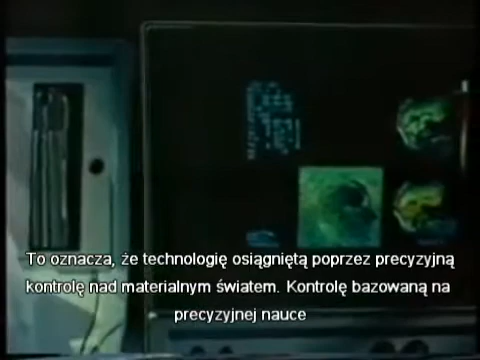 To oznacza, że technologię osiągniętą poprzez precyzyjną
kontrolę nad materialnym światem. Kontrolę bazowaną na
precyzyjnej nauce